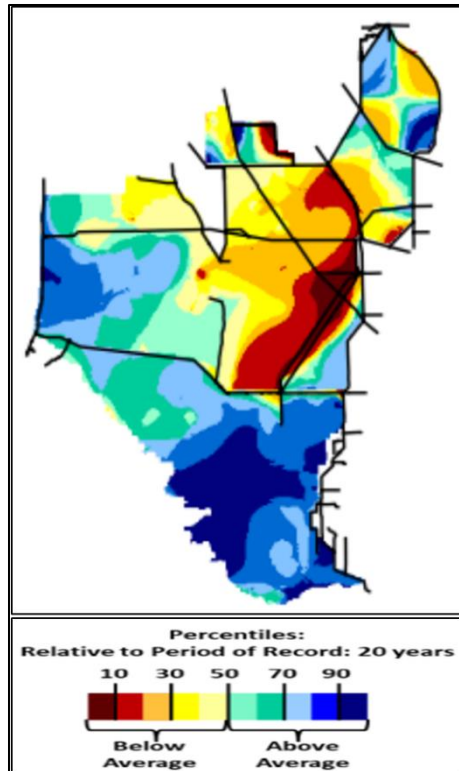 Percentiles:
Relative to Period of Record: 20 years
10 30 50 70 90
Below Above
Average Average